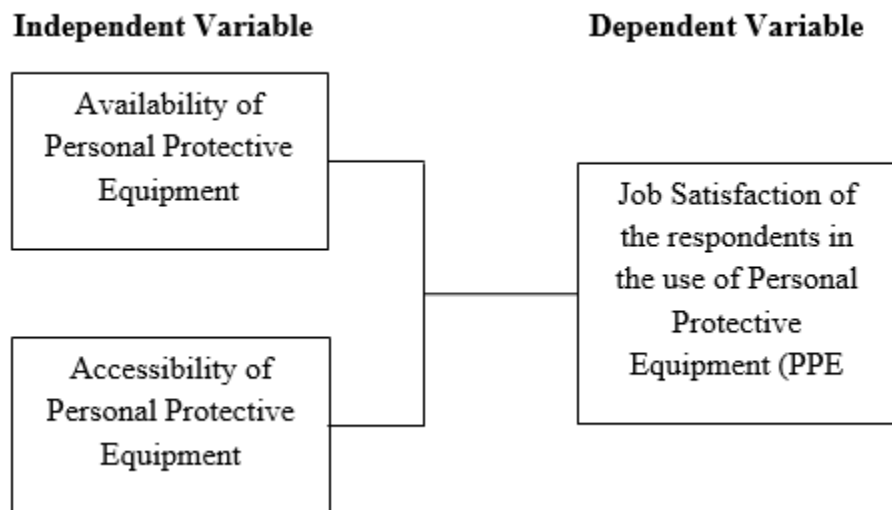 Independent Variable
Dependent Variable
Availability of
Personal Protective
Equipment
Job Satisfaction of
the respondents in
the use of Personal
Protective
Equipment (PPE
Accessibility of
Personal Protective
Equipment